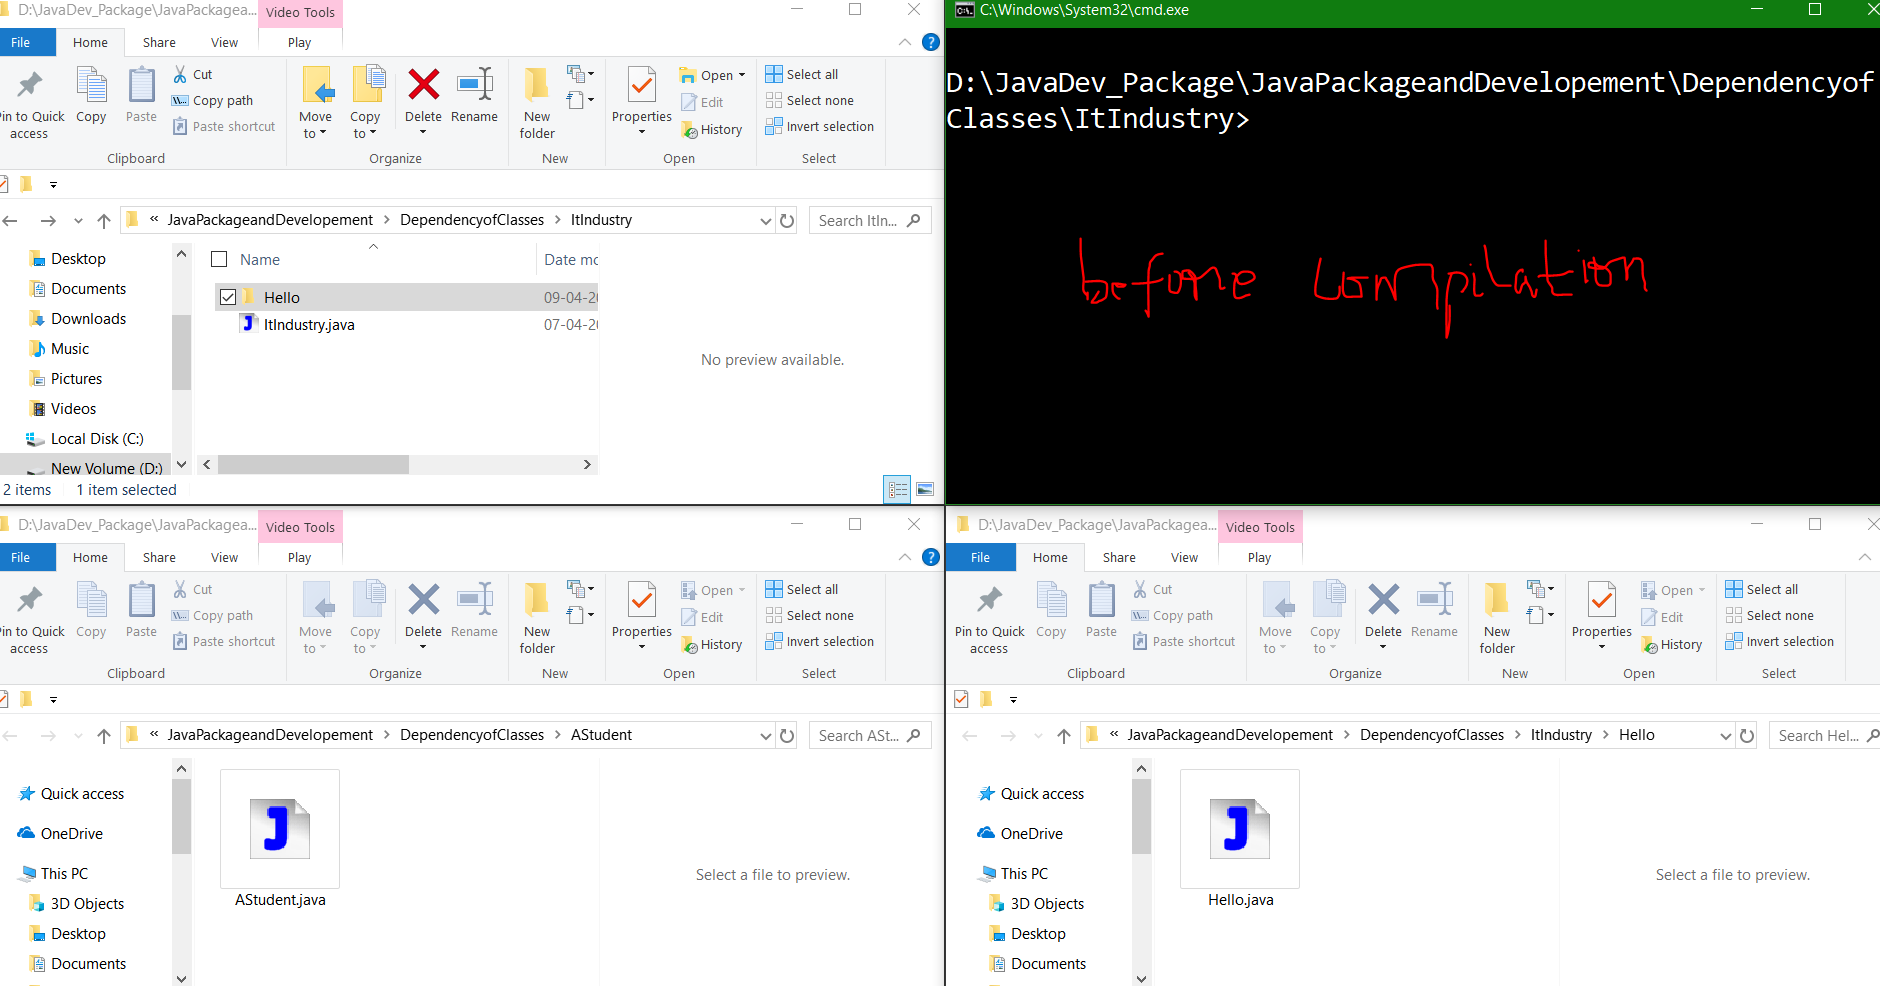 D:\JavaDev_Package\JavaPackagea... Video Tools
File Home Share View Play
Pin to Quick access Copy Paste Cut Copy path Paste shortcut
Move to Copy to Delete Rename New folder
Properties Open Edit History Select all Select none Invert selection
Clipboard Organize New Open Select
« JavaPackageandDevelopement > DependencyofClasses > ItIndustry Search ItIn...
Desktop
Documents
Downloads
Music
Pictures
Videos
Local Disk (C:)
New Volume (D:)
Name Date mo
Hello 09-04-20
ItIndustry.java 07-04-20
No preview available.
2 items 1 item selected
C:\Windows\System32\cmd.exe
D:\JavaDev_Package\JavaPackageandDevelopement\Dependencyof
Classes\ItIndustry>
before compilation
D:\JavaDev_Package\JavaPackagea... Video Tools
File Home Share View Play
Pin to Quick access Copy Paste Cut Copy path Paste shortcut
Move to Copy to Delete Rename New folder
Properties Open Edit History Select all Select none Invert selection
Clipboard Organize New Open Select
« JavaPackageandDevelopement > DependencyofClasses > AStudent Search ASt...
Quick access
OneDrive
This PC
3D Objects
Desktop
Documents
AStudent.java
Select a file to preview.
D:\JavaDev_Package\JavaPackagea... Video Tools
File Home Share View Play
Pin to Quick access Copy Paste Cut Copy path Paste shortcut
Move to Copy to Delete Rename New folder
Properties Open Edit History Select all Select none Invert selection
Clipboard Organize New Open Select
« JavaPackageandDevelopement > DependencyofClasses > ItIndustry > Hello Search Hel...
Quick access
OneDrive
This PC
3D Objects
Desktop
Documents
Hello.java
Select a file to preview.